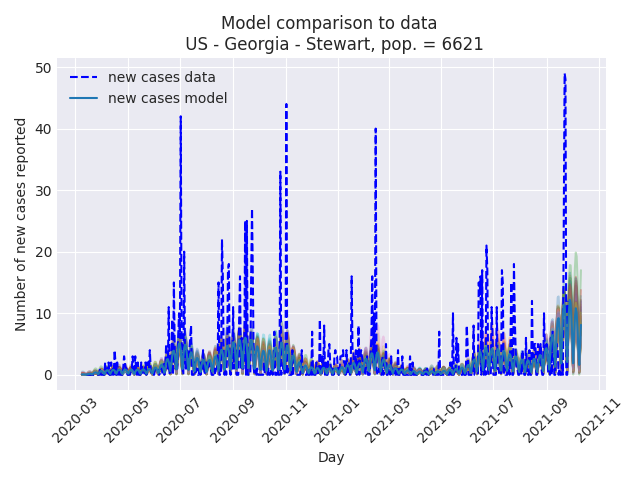 Model comparison to data
US - Georgia - Stewart, pop. = 6621
new cases data
new cases model
Number of new cases reported
50
40
30
20
10
0
2020-03
2020-05
2020-07
2020-09
2020-11
2021-01
2021-03
2021-05
2021-07
2021-09
2021-11
Day